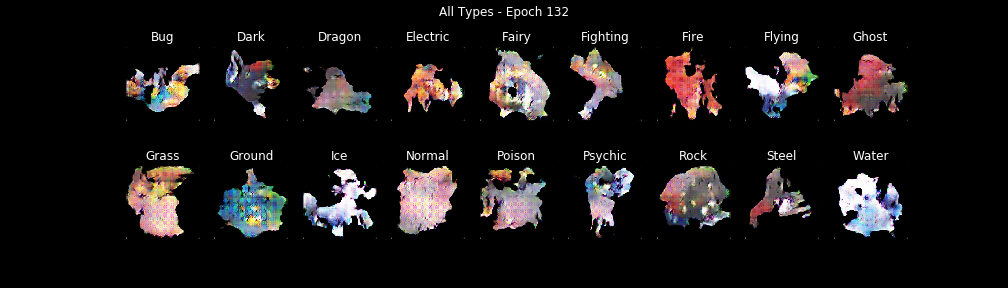 All Types - Epoch 132
Bug Dark Dragon Electric Fairy Fighting Fire Flying Ghost
Grass Ground Ice Normal Poison Psychic Rock Steel Water